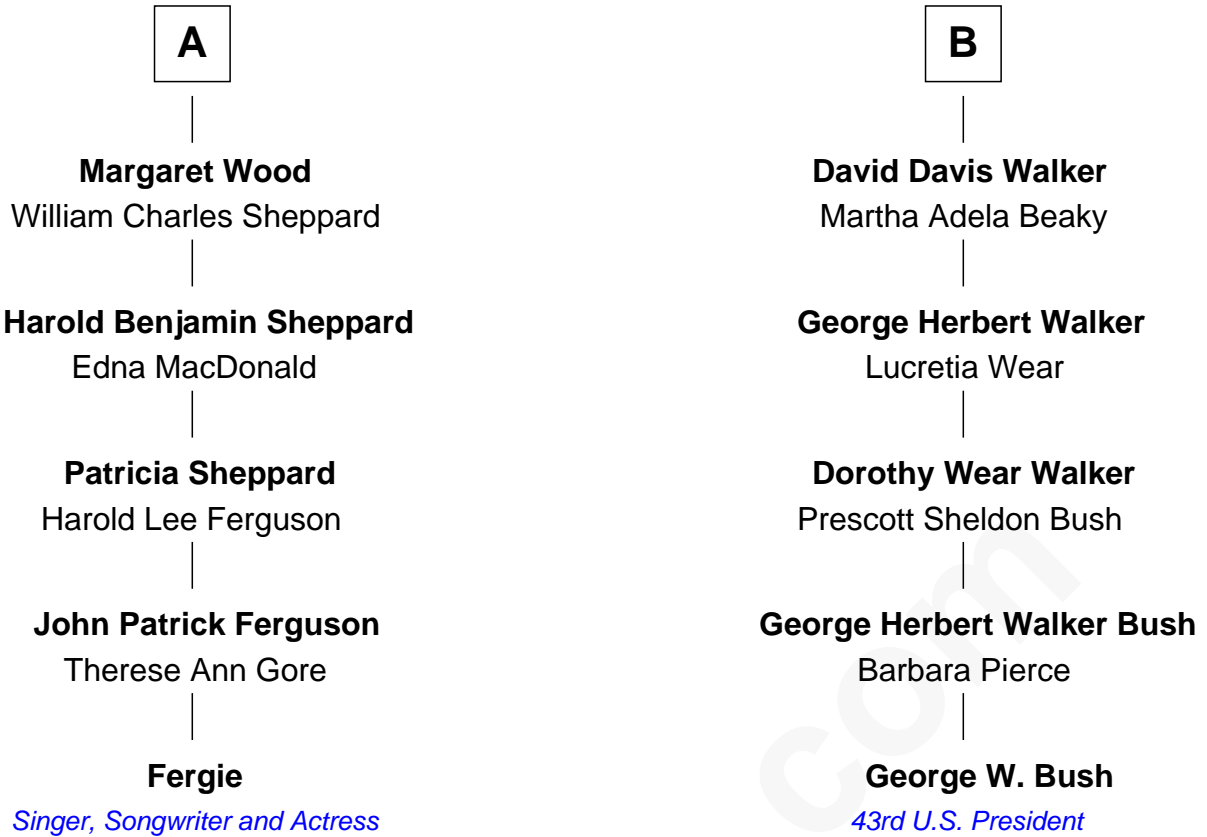 A
Margaret Wood
William Charles Sheppard
Harold Benjamin Sheppard
Edna MacDonald
Patricia Sheppard
Harold Lee Ferguson
John Patrick Ferguson
Therese Ann Gore
Fergie
Singer, Songwriter and Actress
B
David Davis Walker
Martha Adela Beaky
George Herbert Walker
Lucretia Wear
Dorothy Wear Walker
Prescott Sheldon Bush
George Herbert Walker Bush
Barbara Pierce
George W. Bush
43rd U.S. President
com